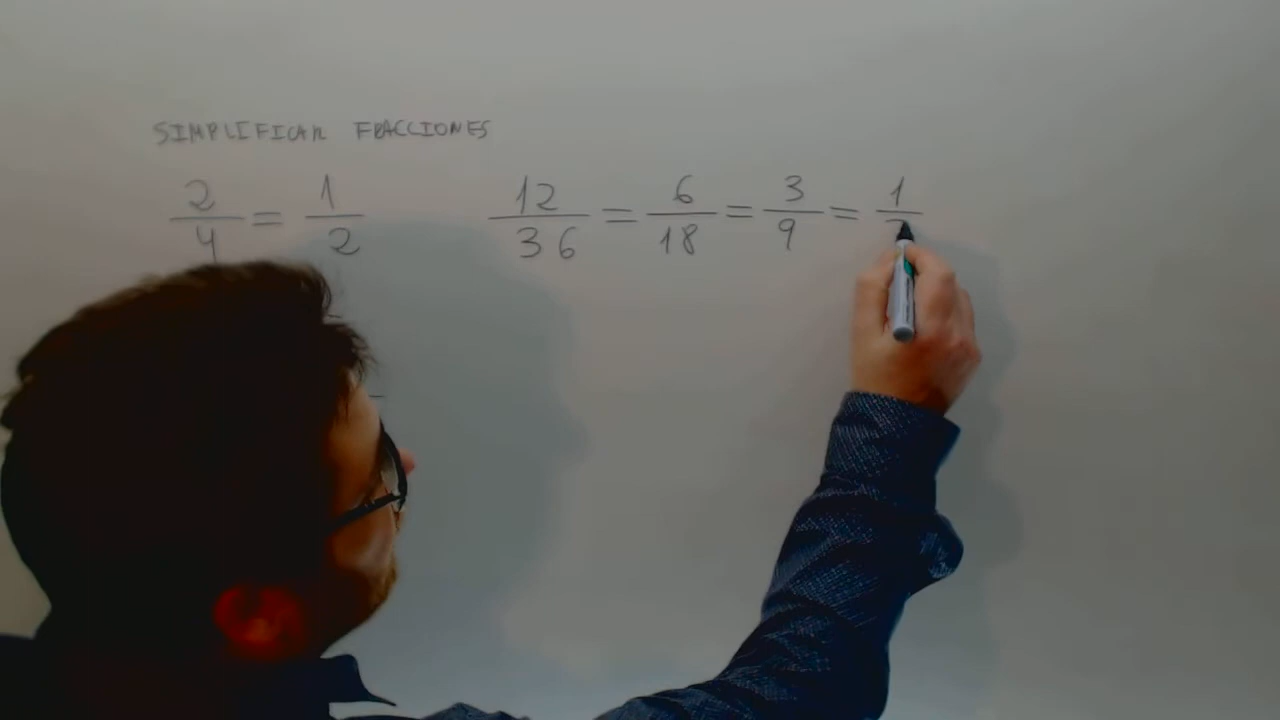 SIMPLIFICAR FRACCIONES
2/4 = 1/2 12/36 = 6/18 = 3/9 = 1/